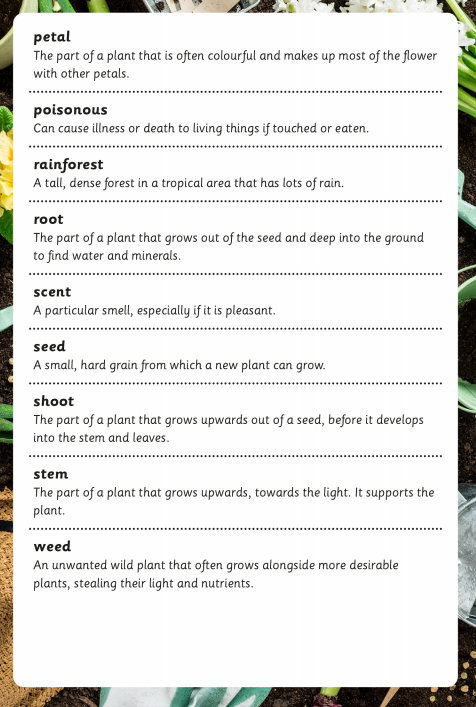 petal
The part of a plant that is often colourful and makes up most of the flower
with other petals.
poisonous
Can cause illness or death to living things if touched or eaten.
rainforest
A tall, dense forest in a tropical area that has lots of rain.
root
The part of a plant that grows out of the seed and deep into the ground
to find water and minerals.
scent
A particular smell, especially if it is pleasant.
seed
A small, hard grain from which a new plant can grow.
shoot
The part of a plant that grows upwards out of a seed, before it develops
into the stem and leaves.
stem
The part of a plant that grows upwards, towards the light. It supports the
plant.
weed
An unwanted wild plant that often grows alongside more desirable
plants, stealing their light and nutrients.